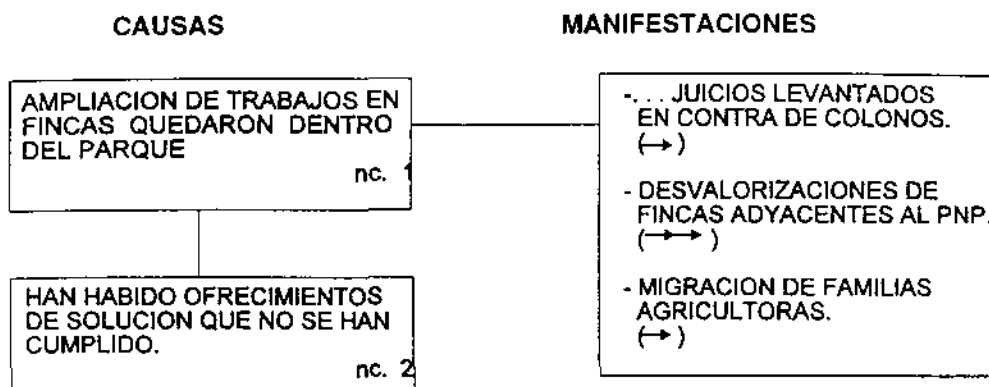 CAUSAS
MANIFESTACIONES
AMPLIACION DE TRABAJOS EN
FINCAS QUEDARON DENTRO
DEL PARQUE
nc. 1
HAN HABIDO OFRECIMIENTOS
DE SOLUCION QUE NO SE HAN
CUMPLIDO.
nc. 2
-... JUICIOS LEVANTADOS
EN CONTRA DE COLONOS.
(→)
- DESVALORIZACIONES DE
FINCAS ADYACENTES AL PNP.
(→→)
- MIGRACION DE FAMILIAS
AGRICULTORAS.
(→)